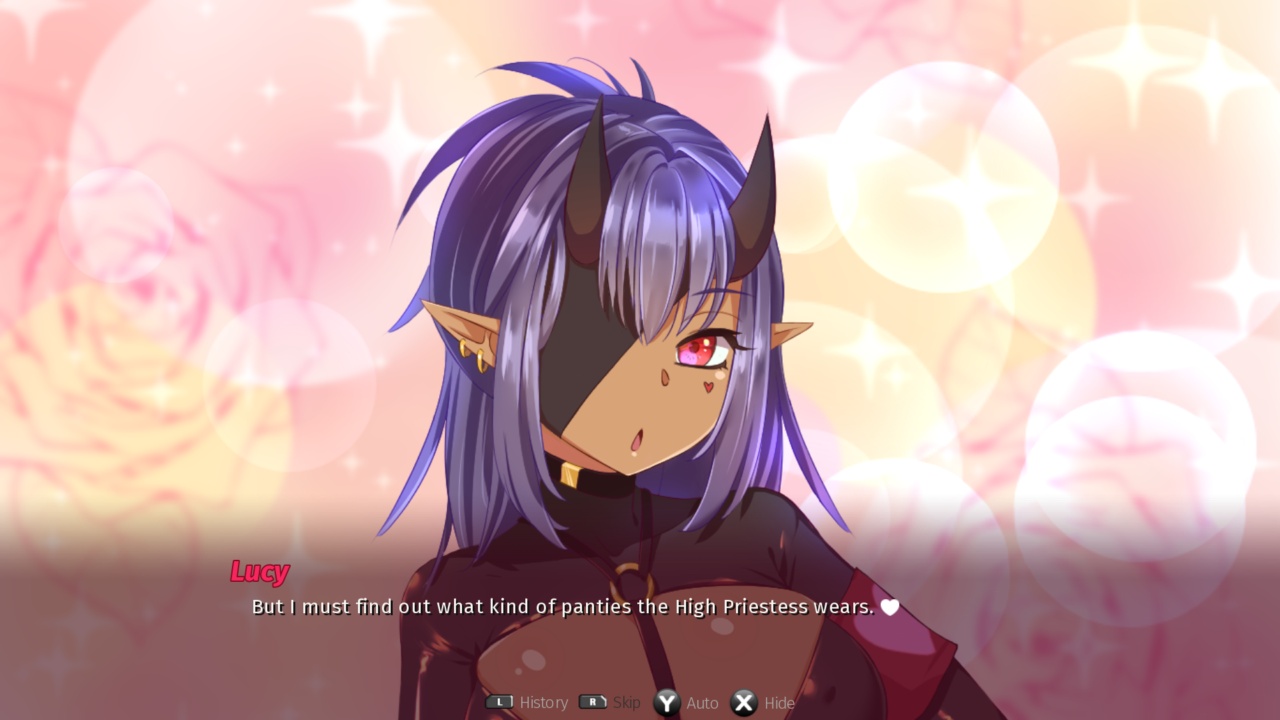 Lucy
But I must find out what kind of panties the High Priestess wears. 🤍
L History R Skip Y Auto X Hide